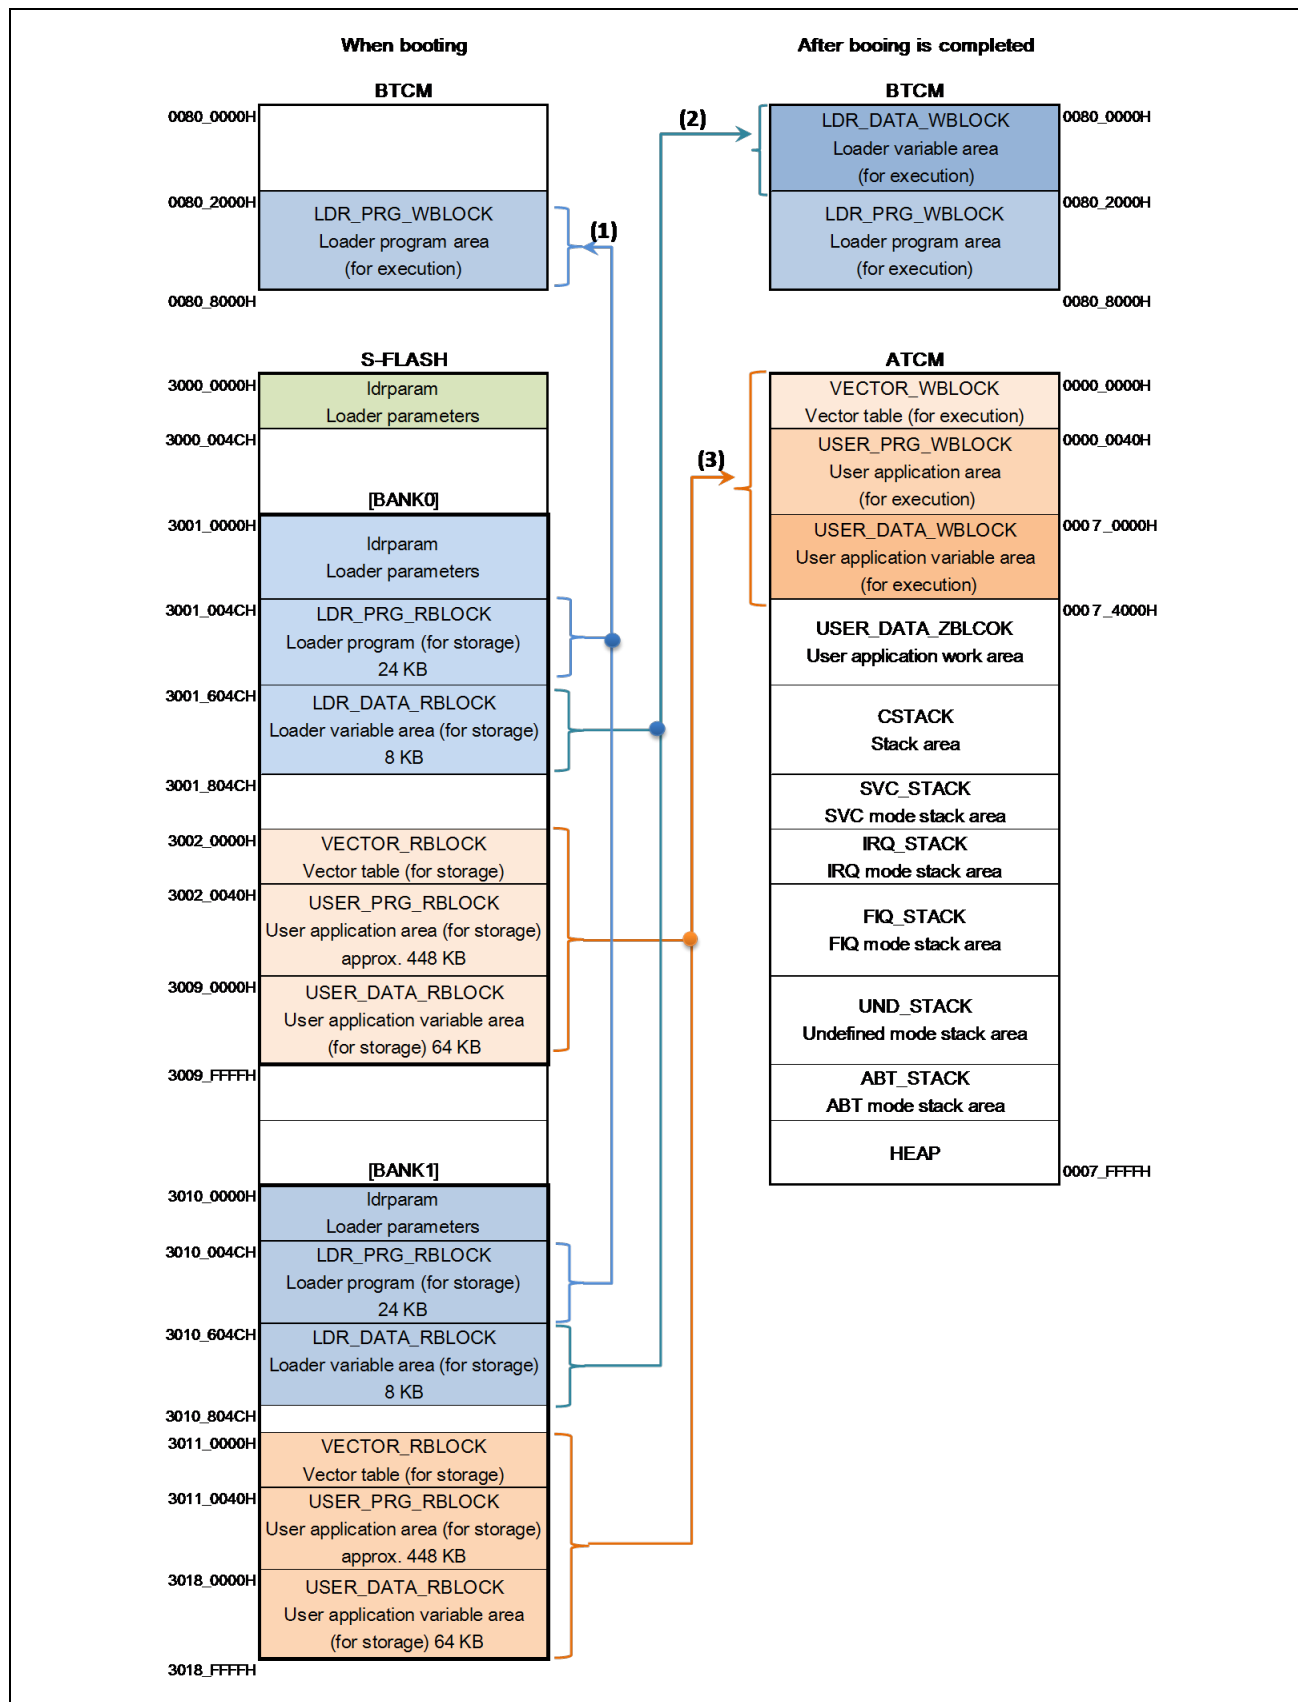 When booting
BTCM
0080_0000H
0080_2000H
LDR_PRG_WBLOCK
Loader program area
(for execution)
0080_8000H
(1)
S-FLASH
3000_0000H
ldrparam
Loader parameters
3000_004CH
[BANK0]
3001_0000H
ldrparam
Loader parameters
3001_004CH
LDR_PRG_RBLOCK
Loader program (for storage)
24 KB
3001_604CH
LDR_DATA_RBLOCK
Loader variable area (for storage)
8 KB
3001_804CH
3002_0000H
VECTOR_RBLOCK
Vector table (for storage)
3002_0040H
USER_PRG_RBLOCK
User application area (for storage)
approx. 448 KB
3009_0000H
USER_DATA_RBLOCK
User application variable area
(for storage) 64 KB
3009_FFFFH
[BANK1]
3010_0000H
ldrparam
Loader parameters
3010_004CH
LDR_PRG_RBLOCK
Loader program (for storage)
24 KB
3010_604CH
LDR_DATA_RBLOCK
Loader variable area (for storage)
8 KB
3010_804CH
3011_0000H
VECTOR_RBLOCK
Vector table (for storage)
3011_0040H
USER_PRG_RBLOCK
User application area (for storage)
approx. 448 KB
3018_0000H
USER_DATA_RBLOCK
User application variable area
(for storage) 64 KB
3018_FFFFH
After booing is completed
BTCM
(2)
LDR_DATA_WBLOCK
Loader variable area
(for execution)
0080_0000H
LDR_PRG_WBLOCK
Loader program area
(for execution)
0080_2000H
0080_8000H
ATCM
(3)
VECTOR_WBLOCK
Vector table (for execution)
0000_0000H
USER_PRG_WBLOCK
User application area
(for execution)
0000_0040H
USER_DATA_WBLOCK
User application variable area
(for execution)
0007_0000H
0007_4000H
USER_DATA_ZBLCOK
User application work area
CSTACK
Stack area
SVC_STACK
SVC mode stack area
IRQ_STACK
IRQ mode stack area
FIQ_STACK
FIQ mode stack area
UND_STACK
Undefined mode stack area
ABT_STACK
ABT mode stack area
HEAP
0007_FFFFH